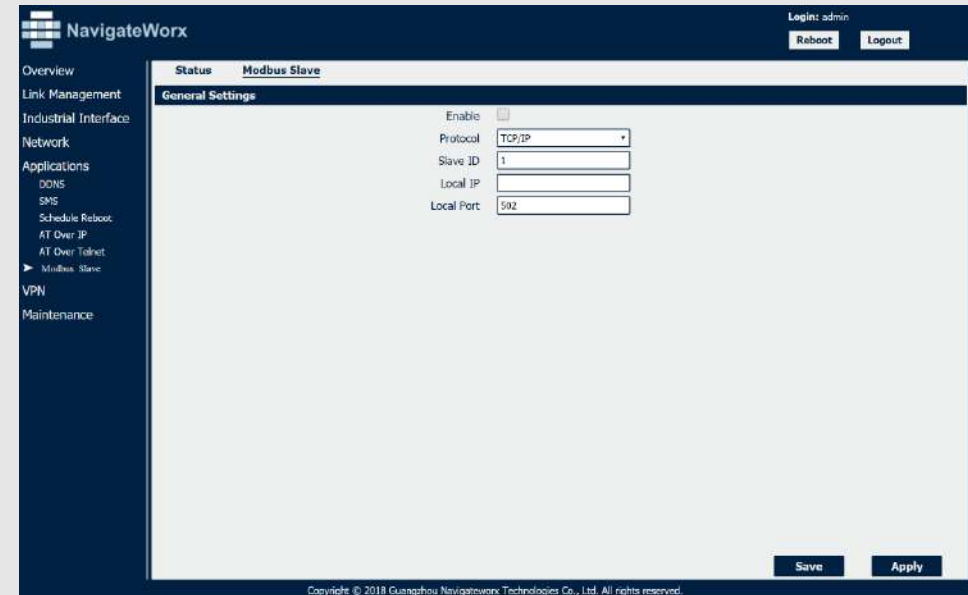 NavigateWorx
Login: admin
Reboot Logout
Overview
Link Management
Industrial Interface
Network
Applications
DDNS
SMS
Schedule Reboot
AT Over IP
AT Over Telnet
Modbus Slave
VPN
Maintenance
Status Modbus Slave
General Settings
Enable
Protocol TCP/IP
Slave ID 1
Local IP
Local Port 502
Save Apply
Copyright © 2018 Guangzhou Navigateworx Technologies Co., Ltd. All rights reserved.